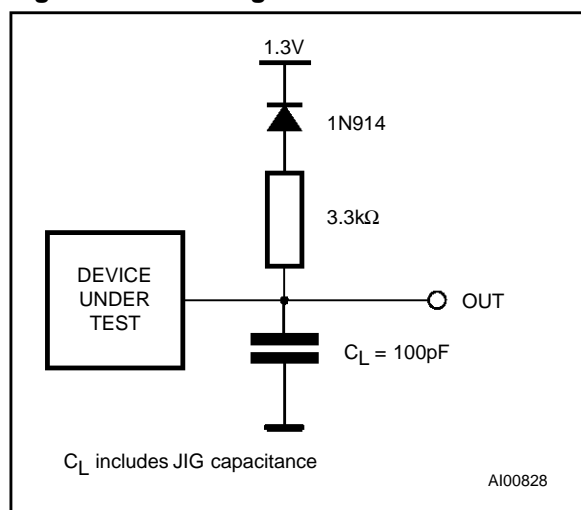 1.3V
1N914
3.3kΩ
DEVICE
UNDER
TEST
OUT
CL = 100pF
CL includes JIG capacitance
AI00828